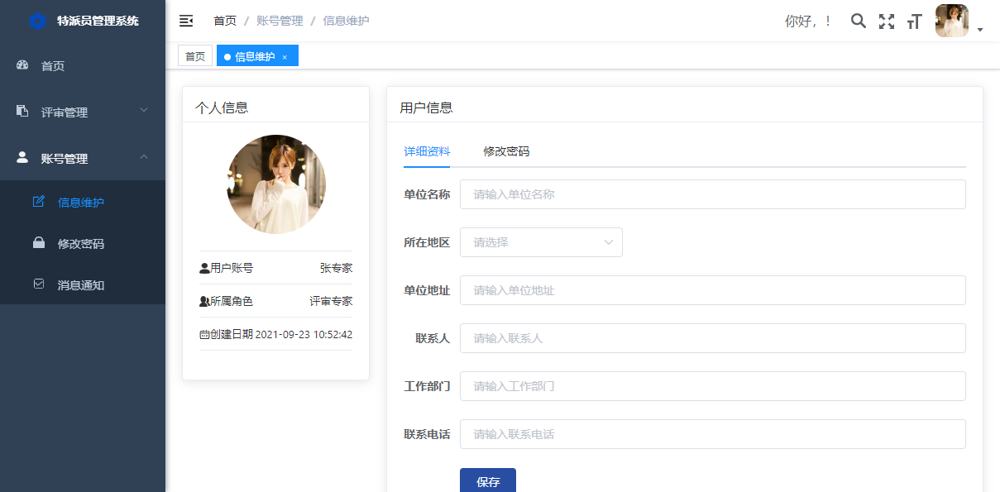 特派员管理系统
首页 / 账号管理 / 信息维护
你好，！
首页
信息维护 ×
首页
评审管理
账号管理
信息维护
修改密码
消息通知
个人信息
用户账号 张专家
所属角色 评审专家
创建日期 2021-09-23 10:52:42
用户信息
详细资料 修改密码
单位名称 请输入单位名称
所在地区 请选择
单位地址 请输入单位地址
联系人 请输入联系人
工作部门 请输入工作部门
联系电话 请输入联系电话
保存